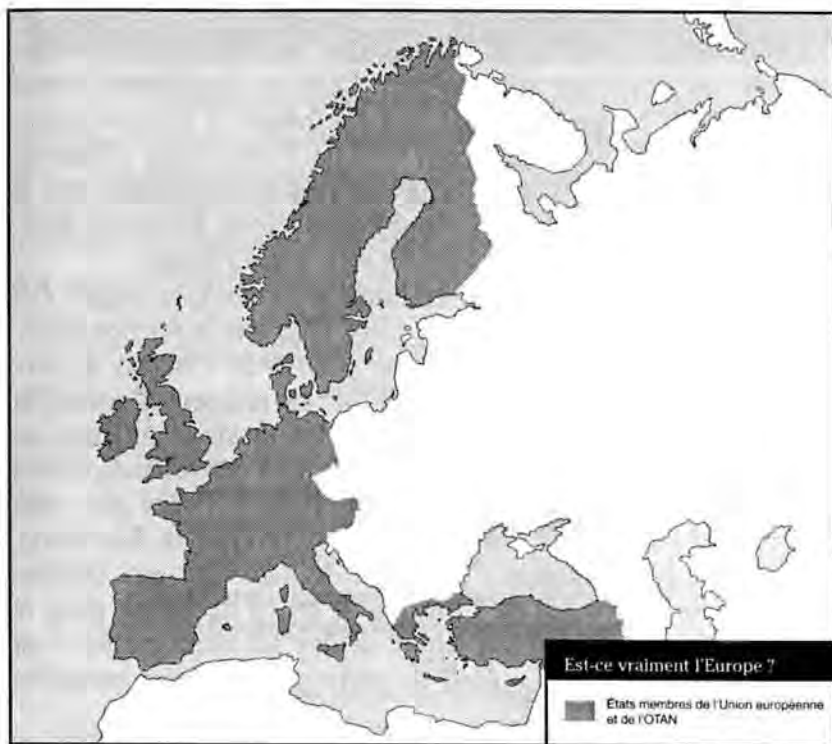 Est-ce vraiment l'Europe ?
États membres de l'Union européenne
et de l'OTAN